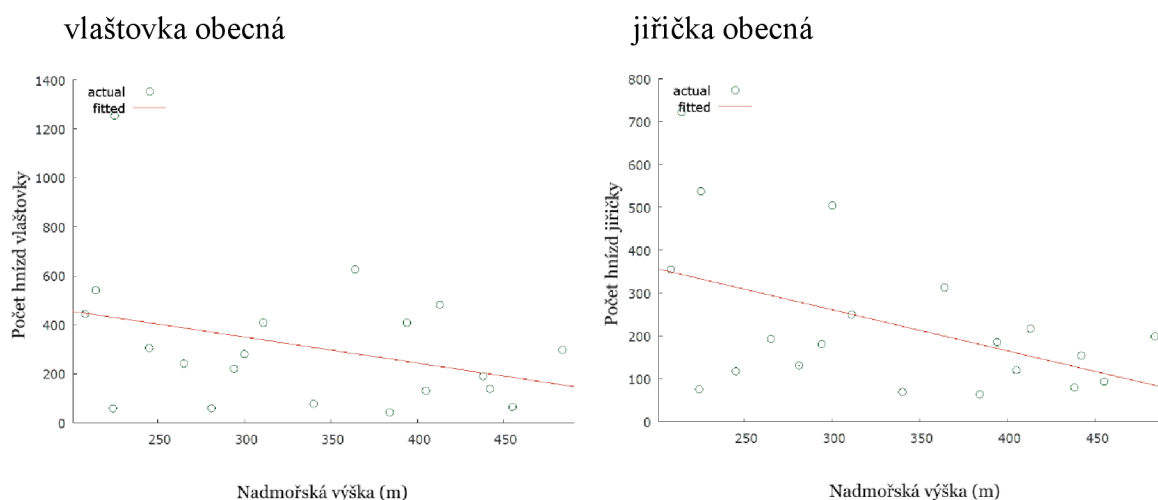 vlaštovka obecná
actual
fitted
1400
1200
1000
800
600
400
200
0
Počet hnízd vlaštovky
250 300 350 400 450
Nadmořská výška (m)
jiřička obecná
actual
fitted
800
700
600
500
400
300
200
100
0
Počet hnízd jiřičky
250 300 350 400 450
Nadmořská výška (m)